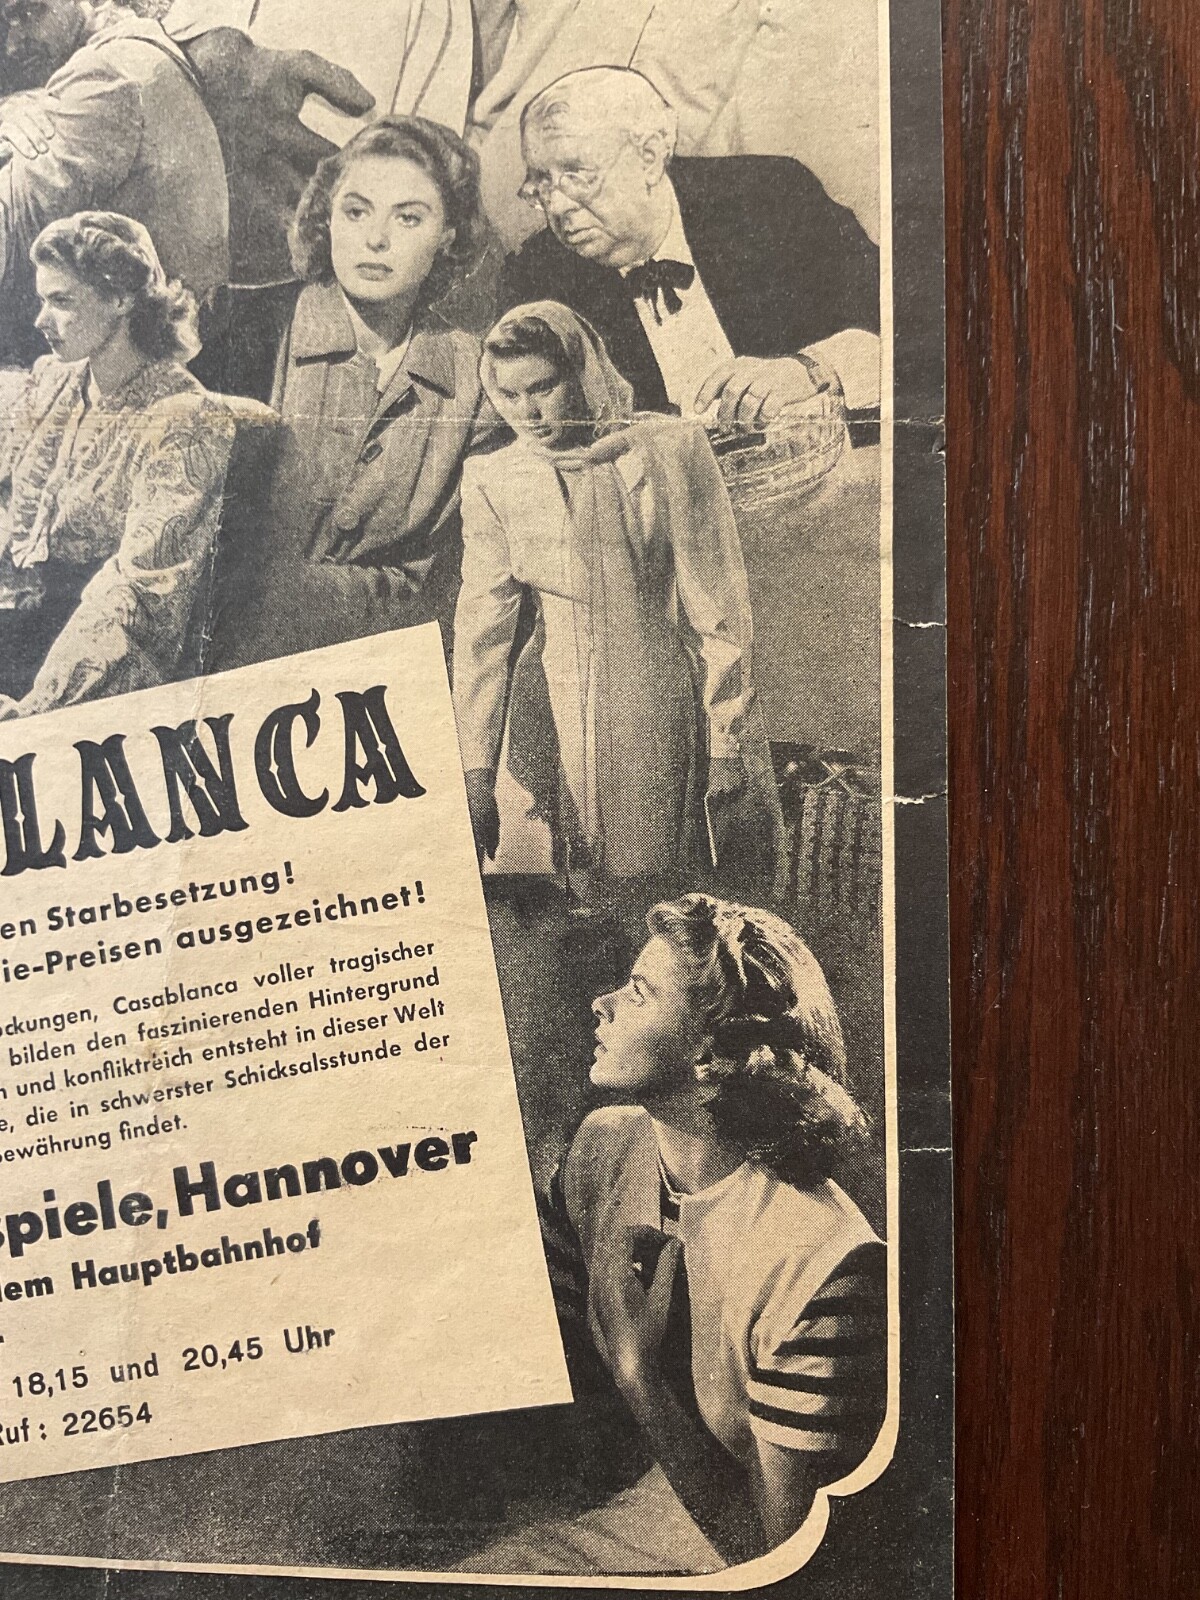 LANCA
en Starbesetzung!
ie-Preisen ausgezeichnet!
ockungen, Casablanca voller tragischer
bilden den faszinierenden Hintergrund
n und konfliktreich entsteht in dieser Welt
e, die in schwerster Schicksalsstunde der
ewährung findet.
spiele, Hannover
dem Hauptbahnhof
18,15 und 20,45 Uhr
Ruf: 22654